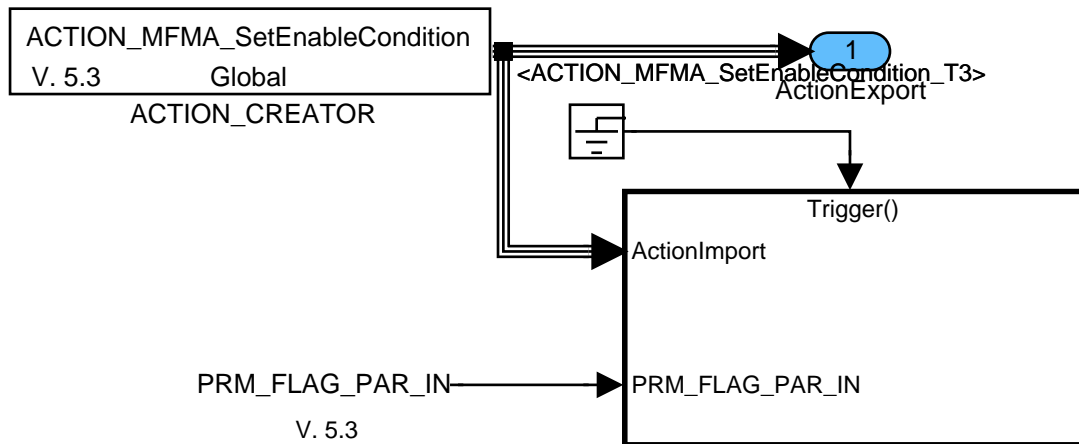 ACTION_MFMA_SetEnableCondition
V. 5.3 Global
ACTION_CREATOR
1
<ACTION_MFMA_SetEnableCondition_T3>
ActionExport
Trigger()
ActionImport
PRM_FLAG_PAR_IN
PRM_FLAG_PAR_IN
V. 5.3